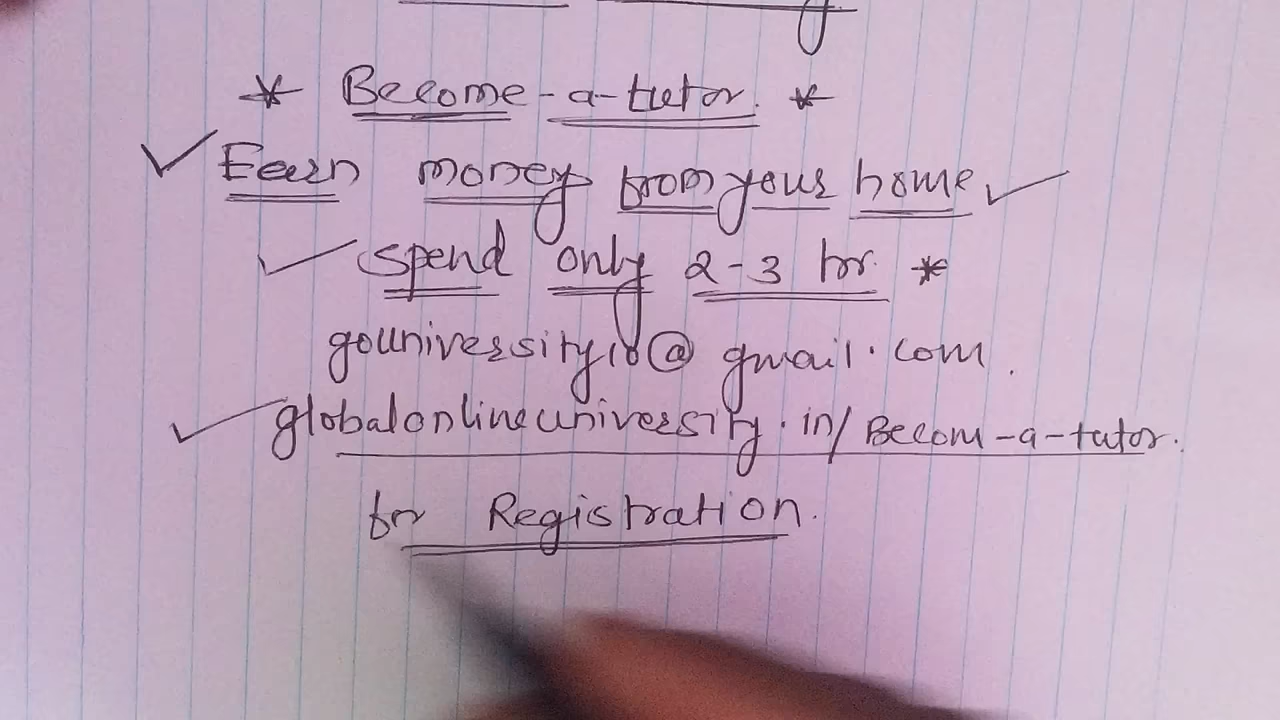 * Become-a-tutor. *
✓ Earn money from your home ✓
✓ spend only 2-3 hr. *
gouniversity10@gmail.com.
✓ globalonlineuniversity.in/Becom-a-tutor.
for Registration.